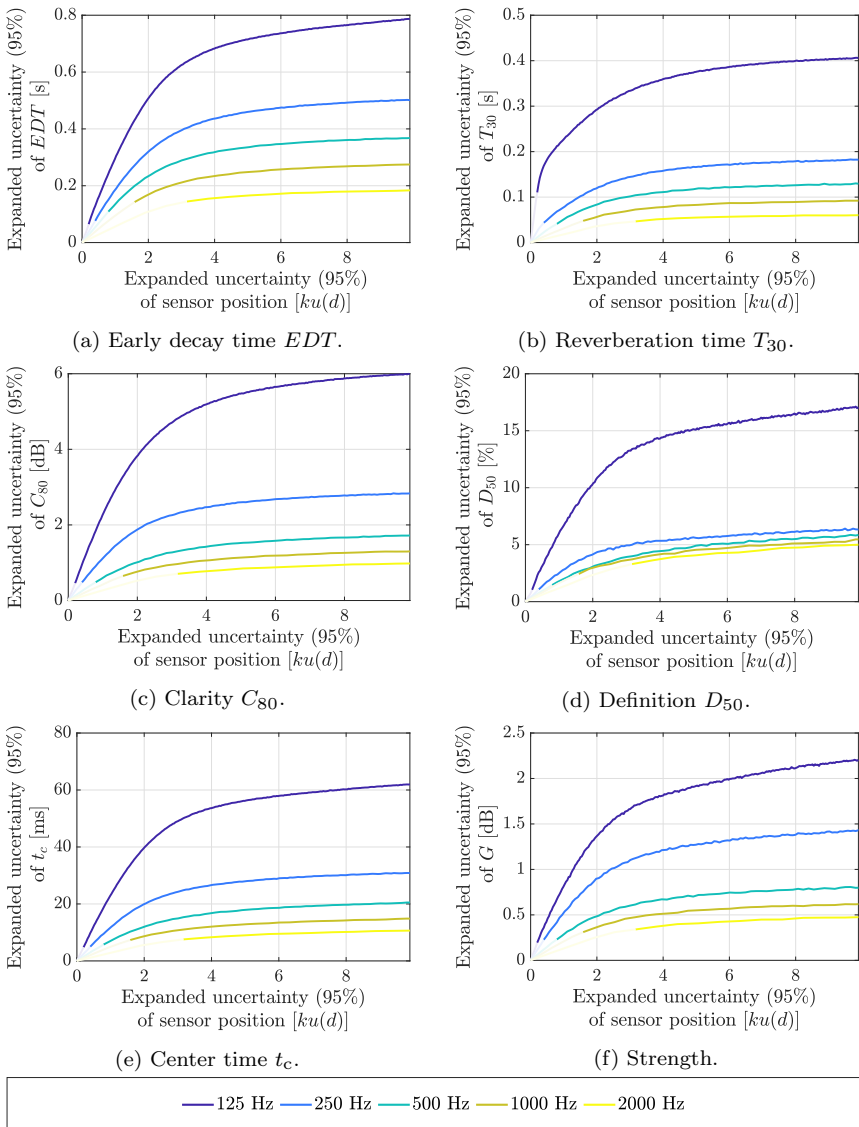 Expanded uncertainty (95%)
of EDT [s]
0.8
0.6
0.4
0.2
0
0 2 4 6 8
Expanded uncertainty (95%)
of sensor position [ku(d)]
(a) Early decay time EDT.
Expanded uncertainty (95%)
of T₃₀ [s]
0.5
0.4
0.3
0.2
0.1
0
0 2 4 6 8
Expanded uncertainty (95%)
of sensor position [ku(d)]
(b) Reverberation time T₃₀.
Expanded uncertainty (95%)
of C₈₀ [dB]
6
4
2
0
0 2 4 6 8
Expanded uncertainty (95%)
of sensor position [ku(d)]
(c) Clarity C₈₀.
Expanded uncertainty (95%)
of D₅₀ [%]
20
15
10
5
0
0 2 4 6 8
Expanded uncertainty (95%)
of sensor position [ku(d)]
(d) Definition D₅₀.
Expanded uncertainty (95%)
of t_c [ms]
80
60
40
20
0
0 2 4 6 8
Expanded uncertainty (95%)
of sensor position [ku(d)]
(e) Center time t_c.
Expanded uncertainty (95%)
of G [dB]
2.5
2
1.5
1
0.5
0
0 2 4 6 8
Expanded uncertainty (95%)
of sensor position [ku(d)]
(f) Strength.
125 Hz 250 Hz 500 Hz 1000 Hz 2000 Hz